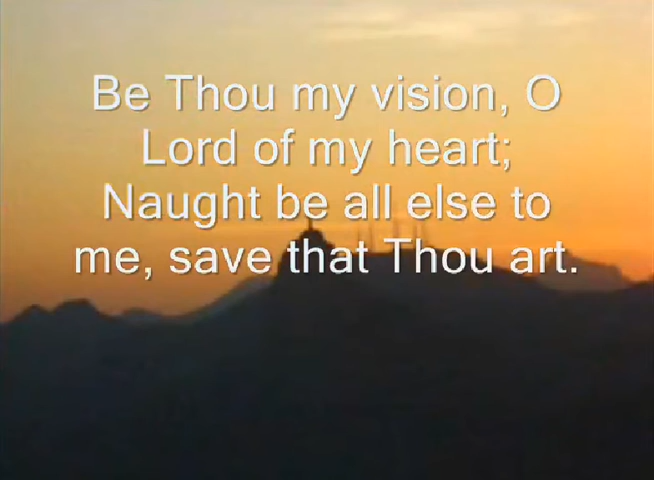 Be Thou my vision, O
Lord of my heart;
Naught be all else to
me, save that Thou art.